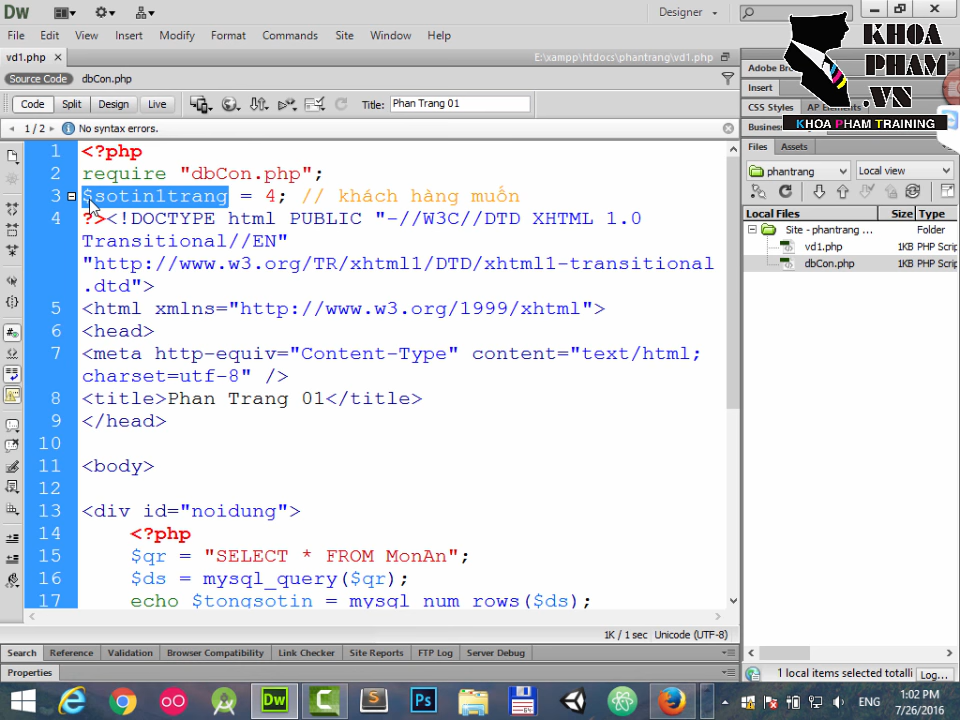 Dw
Designer
KHOA
PHAM
.VN
KHOA PHAM TRAINING
File Edit View Insert Modify Format Commands Site Window Help
vd1.php
E:\xampp\htdocs\phantrang\vd1.php
Source Code dbCon.php
Code Split Design Live Title: Phan Trang 01
1 / 2 No syntax errors.
1 <?php
2 require "dbCon.php";
3 $sotin1trang = 4; // khách hàng muốn
4 ?><!DOCTYPE html PUBLIC "-//W3C//DTD XHTML 1.0
Transitional//EN"
"http://www.w3.org/TR/xhtml1/DTD/xhtml1-transitional
.dtd">
5 <html xmlns="http://www.w3.org/1999/xhtml">
6 <head>
7 <meta http-equiv="Content-Type" content="text/html;
charset=utf-8" />
8 <title>Phan Trang 01</title>
9 </head>
10
11 <body>
12
13 <div id="noidung">
14 <?php
15 $qr = "SELECT * FROM MonAn";
16 $ds = mysql_query($qr);
17 echo $tongsotin = mysql_num_rows($ds);
1K / 1 sec Unicode (UTF-8)
Search Reference Validation Browser Compatibility Link Checker Site Reports FTP Log Server Debug
Properties
Adobe Bro
Insert
CSS Styles AP Elements
Busines
Files Assets
phantrang Local view
Local Files Size Type
Site - phantrang ... Folder
vd1.php 1KB PHP Scrip
dbCon.php 1KB PHP Scrip
1 local items selected totalli Log...
Dw
S
Ps
ENG
1:02 PM
7/26/2016